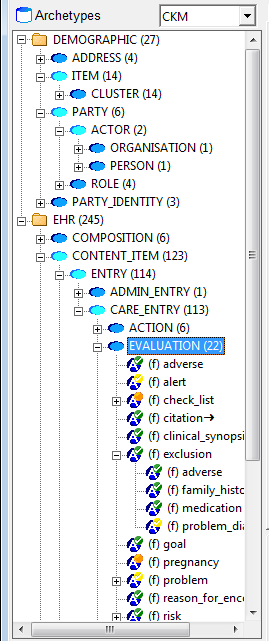 Archetypes CKM
DEMOGRAPHIC (27)
ADDRESS (4)
ITEM (14)
CLUSTER (14)
PARTY (6)
ACTOR (2)
ORGANISATION (1)
PERSON (1)
ROLE (4)
PARTY_IDENTITY (3)
EHR (245)
COMPOSITION (6)
CONTENT_ITEM (123)
ENTRY (114)
ADMIN_ENTRY (1)
CARE_ENTRY (113)
ACTION (6)
EVALUATION (22)
(f) adverse
(f) alert
(f) check_list
(f) citation➔
(f) clinical_synopsi
(f) exclusion
(f) adverse
(f) family_histo
(f) medication
(f) problem_dia
(f) goal
(f) pregnancy
(f) problem
(f) reason_for_enco
(f) risk